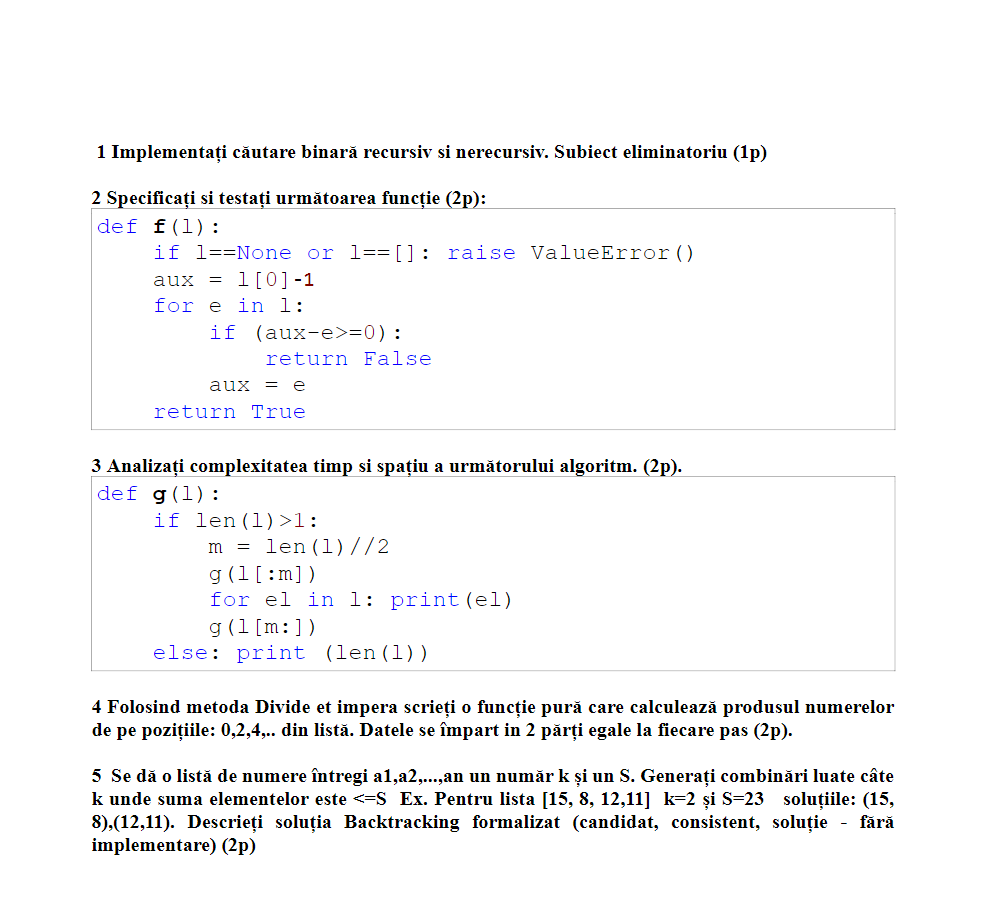 1 Implementați căutare binară recursiv si nerecursiv. Subiect eliminatoriu (1p)
2 Specificați si testați următoarea funcție (2p):
def f(l):
    if l==None or l==[]: raise ValueError()
    aux = l[0]-1
    for e in l:
        if (aux-e>=0):
            return False
        aux = e
    return True
3 Analizați complexitatea timp si spațiu a următorului algoritm. (2p).
def g(l):
    if len(l)>1:
        m = len(l)//2
        g(l[:m])
        for el in l: print(el)
        g(l[m:])
    else: print (len(l))
4 Folosind metoda Divide et impera scrieți o funcție pură care calculează produsul numerelor
de pe pozițiile: 0,2,4,.. din listă. Datele se împart in 2 părți egale la fiecare pas (2p).
5 Se dă o listă de numere întregi a1,a2,...,an un număr k și un S. Generați combinări luate câte
k unde suma elementelor este <=S Ex. Pentru lista [15, 8, 12,11] k=2 și S=23 soluțiile: (15,
8),(12,11). Descrieți soluția Backtracking formalizat (candidat, consistent, soluție - fără
implementare) (2p)